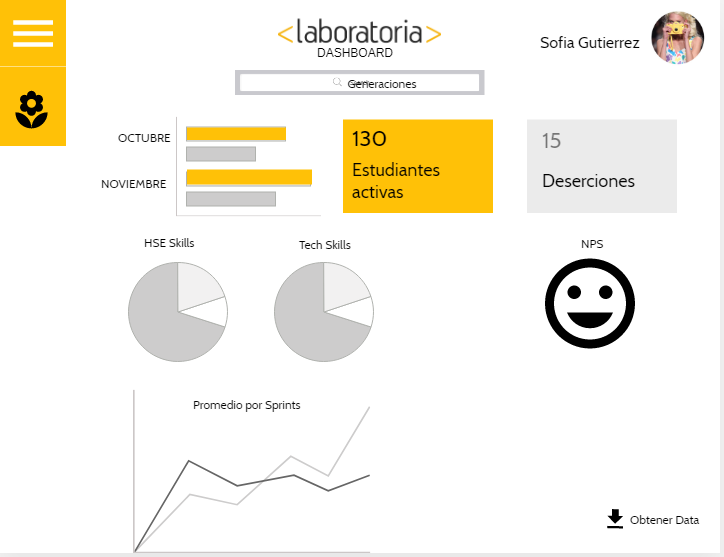 <laboratoria>
DASHBOARD
Sofia Gutierrez
Generaciones
OCTUBRE
NOVIEMBRE
130
Estudiantes
activas
15
Deserciones
HSE Skills
Tech Skills
NPS
Promedio por Sprints
Obtener Data